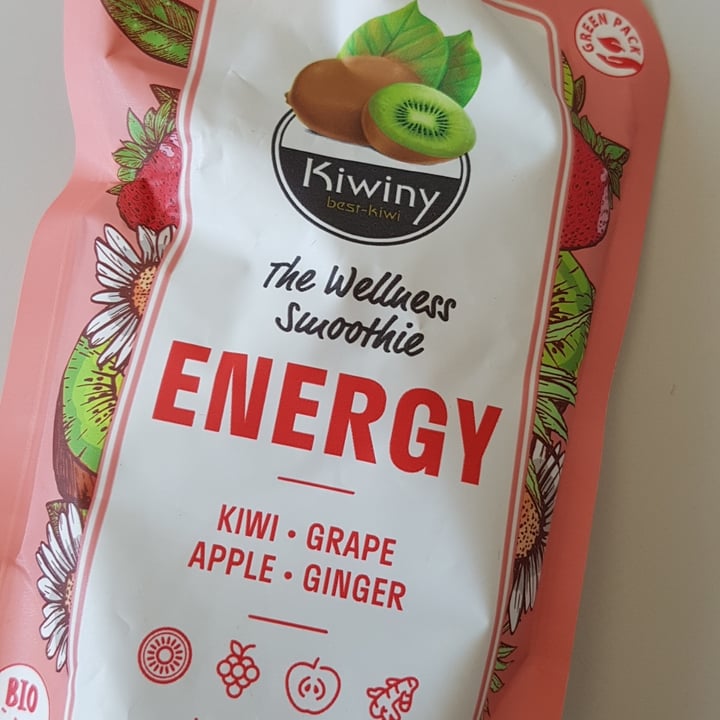 GREEN PACK
Kiwiny
best-kiwi
The Wellness
Smoothie
ENERGY
KIWI • GRAPE
APPLE • GINGER
BIO